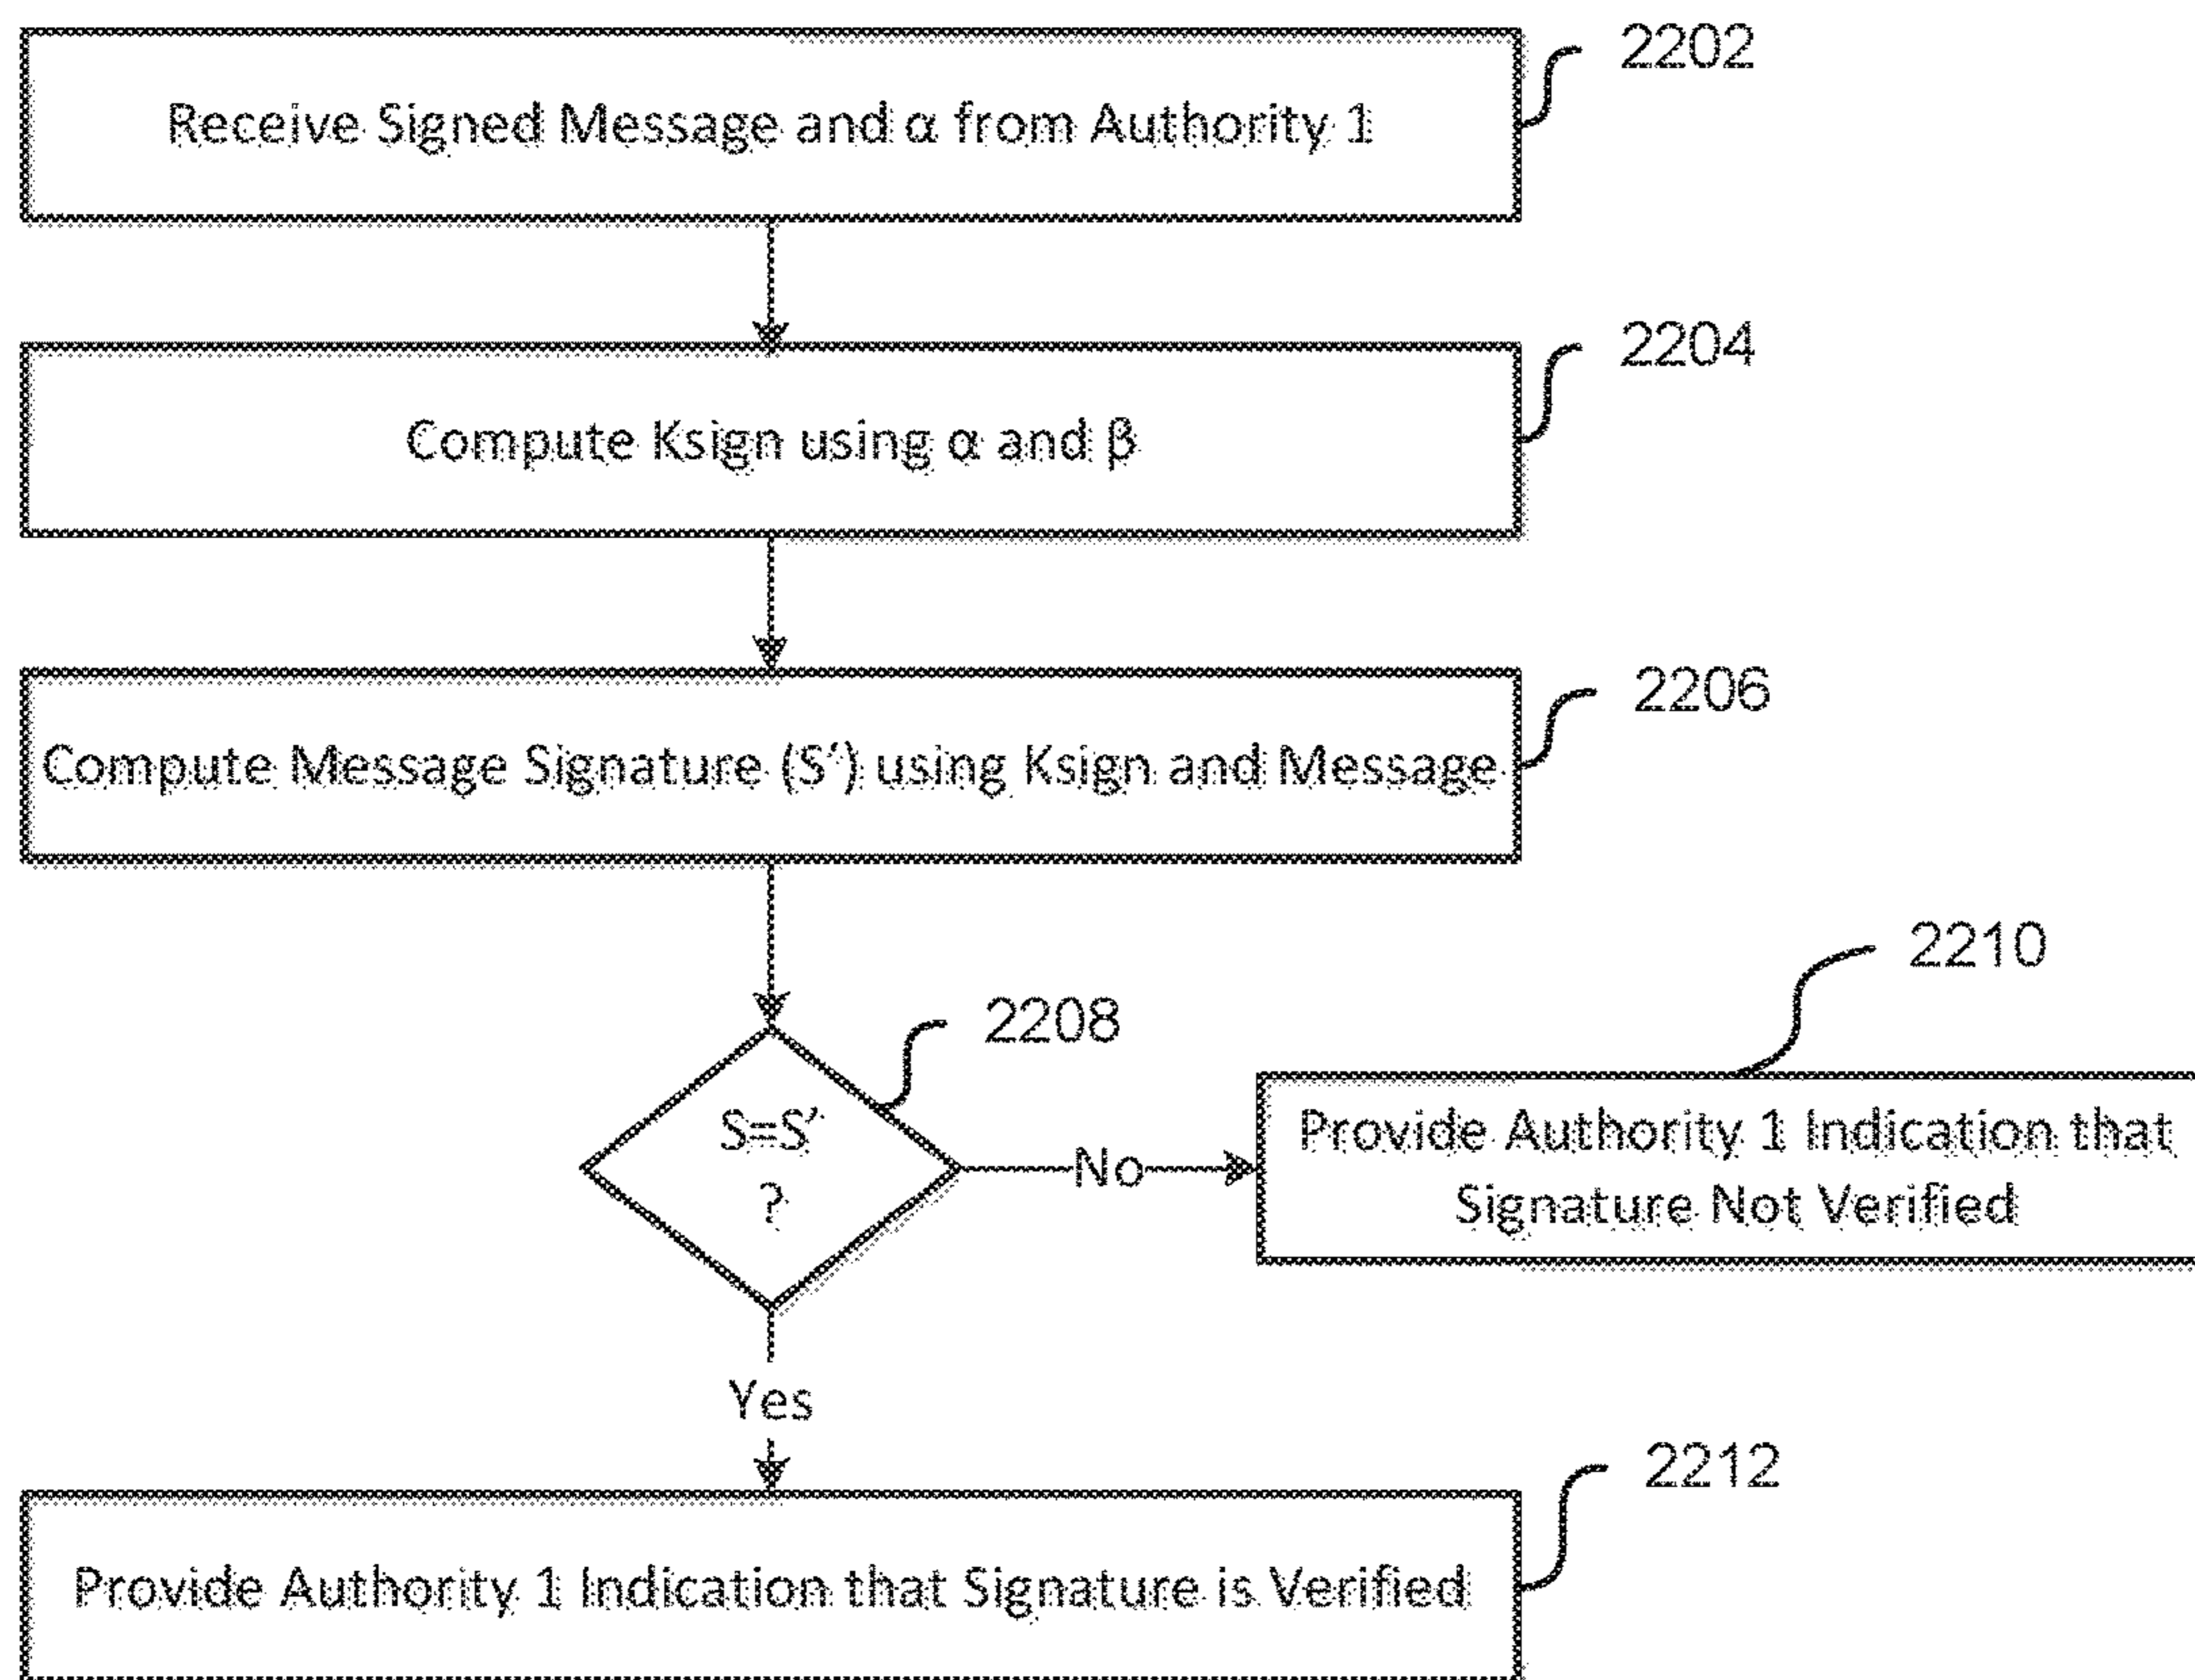 2202
Receive Signed Message and α from Authority 1
2204
Compute Ksign using α and β
2206
Compute Message Signature (S‘) using Ksign and Message
2208
S=S’
?
No
2210
Provide Authority 1 Indication that
Signature Not Verified
Yes
2212
Provide Authority 1 Indication that Signature is Verified